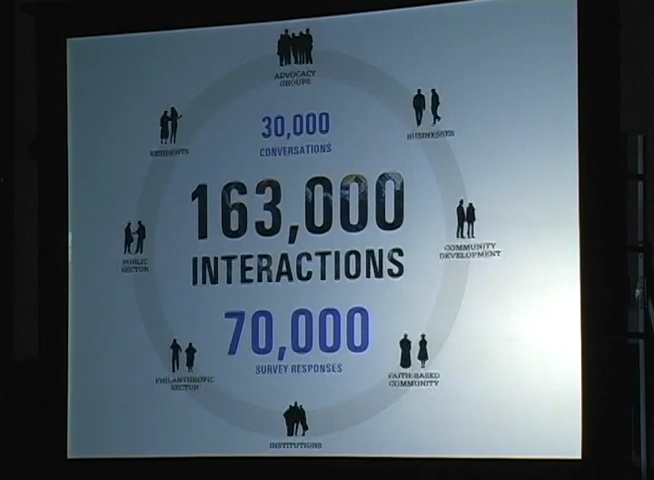 ADVOCACY
GROUPS
30,000
CONVERSATIONS
BUSINESSES
RESIDENTS
163,000
INTERACTIONS
COMMUNITY
DEVELOPMENT
PUBLIC
SECTOR
70,000
SURVEY RESPONSES
PHILANTHROPIC
SECTOR
FAITH-BASED
COMMUNITY
INSTITUTIONS